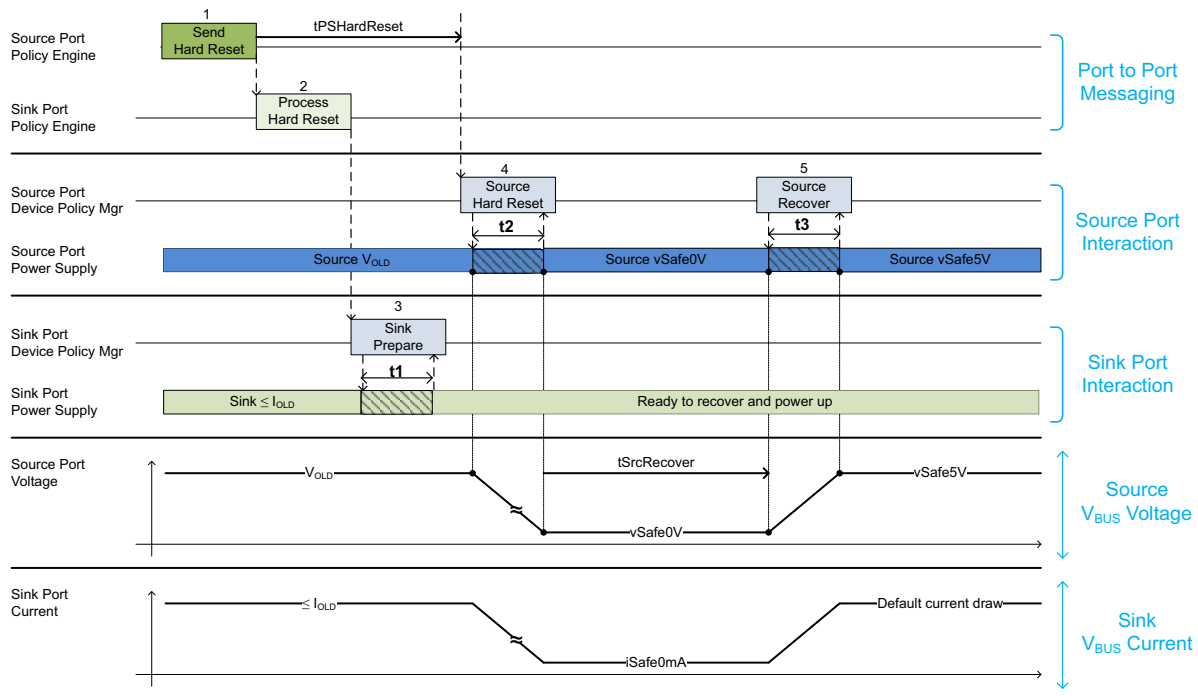 1
Source Port
Policy Engine
Send
Hard Reset
tPSHardReset
2
Sink Port
Policy Engine
Process
Hard Reset
Port to Port
Messaging
Source Port
Device Policy Mgr
4
Source
Hard Reset
t2
5
Source
Recover
t3
Source Port
Power Supply
Source VOLD
Source vSafe0V
Source vSafe5V
Source Port
Interaction
Sink Port
Device Policy Mgr
3
Sink
Prepare
t1
Sink Port
Power Supply
Sink ≤ IOLD
Ready to recover and power up
Sink Port
Interaction
Source Port
Voltage
VOLD
≈
tSrcRecover
vSafe0V
vSafe5V
Source
VBUS Voltage
Sink Port
Current
≤ IOLD
≈
iSafe0mA
Default current draw
Sink
VBUS Current